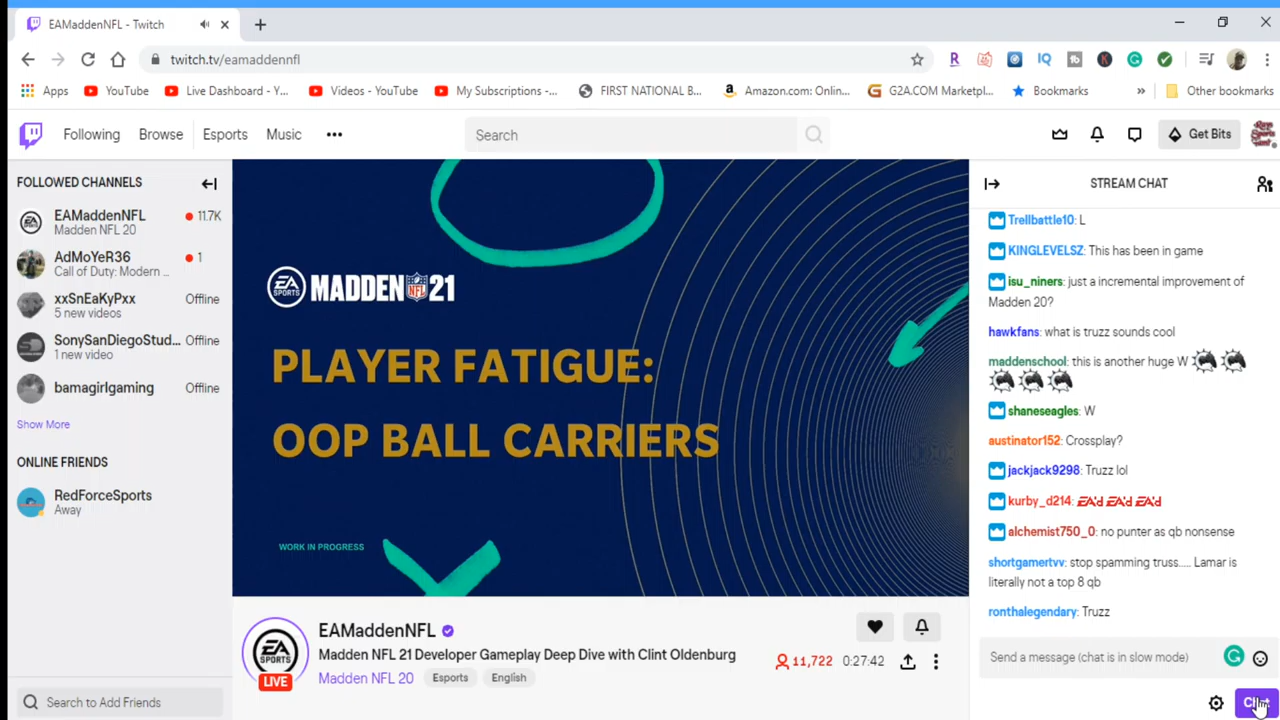 EAMaddenNFL - Twitch
twitch.tv/eamaddennfl
Apps YouTube Live Dashboard - Y... Videos - YouTube My Subscriptions -... FIRST NATIONAL B... Amazon.com: Onlin... G2A.COM Marketpl... Bookmarks » Other bookmarks
Following Browse Esports Music ••• Search Get Bits
FOLLOWED CHANNELS
EAMaddenNFL 11.7K
Madden NFL 20
AdMoYeR36 1
Call of Duty: Modern ...
xxSnEaKyPxx Offline
5 new videos
SonySanDiegoStud... Offline
1 new video
bamagirlgaming Offline
Show More
ONLINE FRIENDS
RedForceSports
Away
Search to Add Friends
EA SPORTS MADDEN NFL 21
PLAYER FATIGUE:
OOP BALL CARRIERS
WORK IN PROGRESS
EA SPORTS
LIVE
EAMaddenNFL
Madden NFL 21 Developer Gameplay Deep Dive with Clint Oldenburg
Madden NFL 20 Esports English
11,722 0:27:42
STREAM CHAT
Trellbattle10: L
KINGLEVELSZ: This has been in game
isu_niners: just a incremental improvement of
Madden 20?
hawkfans: what is truzz sounds cool
maddenschool: this is another huge W
shaneseagles: W
austinator152: Crossplay?
jackjack9298: Truzz lol
kurby_d214: EA'd EA'd EA'd
alchemist750_0: no punter as qb nonsense
shortgamertvv: stop spamming truss..... Lamar is
literally not a top 8 qb
ronthalegendary: Truzz
Send a message (chat is in slow mode)